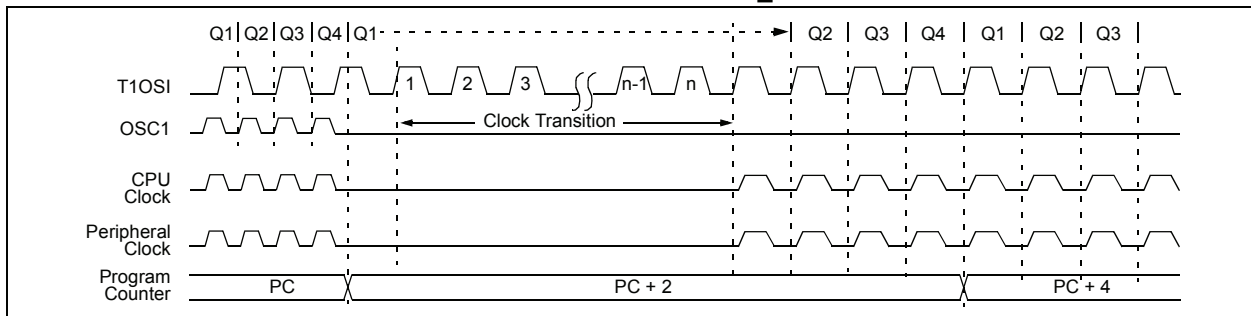 Q1 Q2 Q3 Q4 Q1 Q2 Q3 Q4 Q1 Q2 Q3
T1OSI 1 2 3 n-1 n
OSC1 Clock Transition
CPU
Clock
Peripheral
Clock
Program
Counter
PC PC + 2 PC + 4